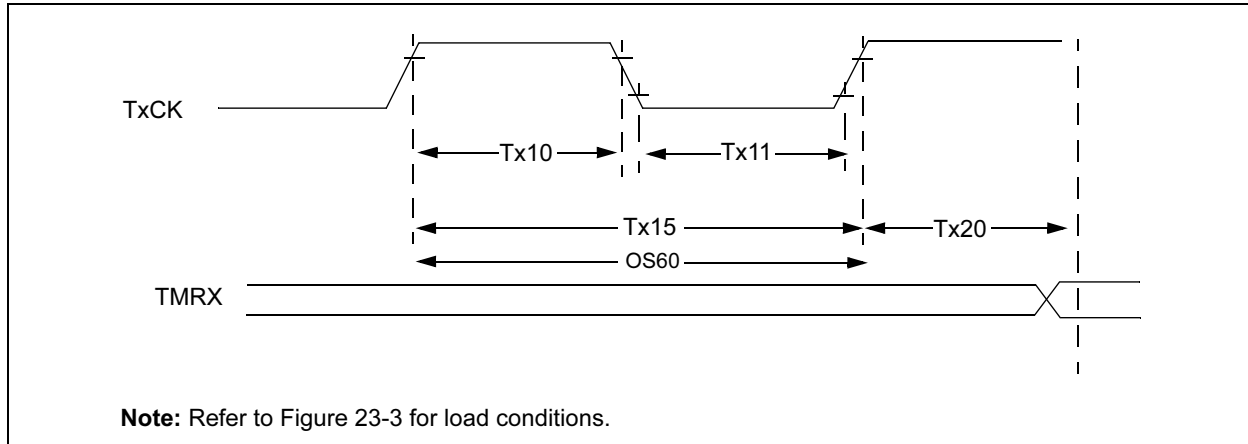 TxCK
Tx10
Tx11
Tx15
Tx20
OS60
TMRX
Note: Refer to Figure 23-3 for load conditions.